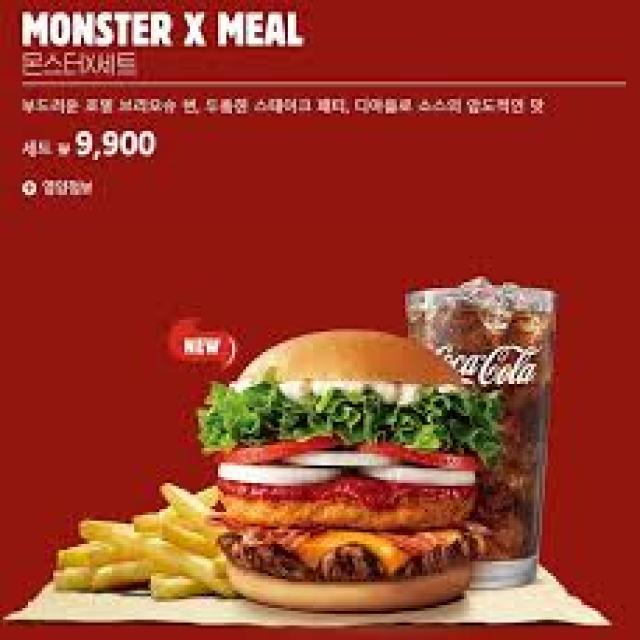 MONSTER X MEAL
몬스터X세트
부드러운 포텔 브리오슈 번, 두툼한 스테이크 패티, 디아블로 소스의 압도적인 맛
세트 ₩ 9,900
영양정보
NEW
Coca-Cola